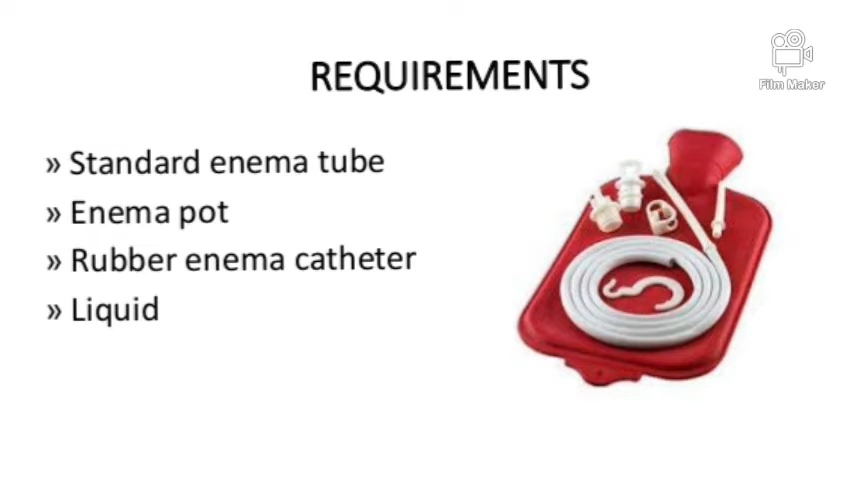 REQUIREMENTS
Film Maker
» Standard enema tube
» Enema pot
» Rubber enema catheter
» Liquid